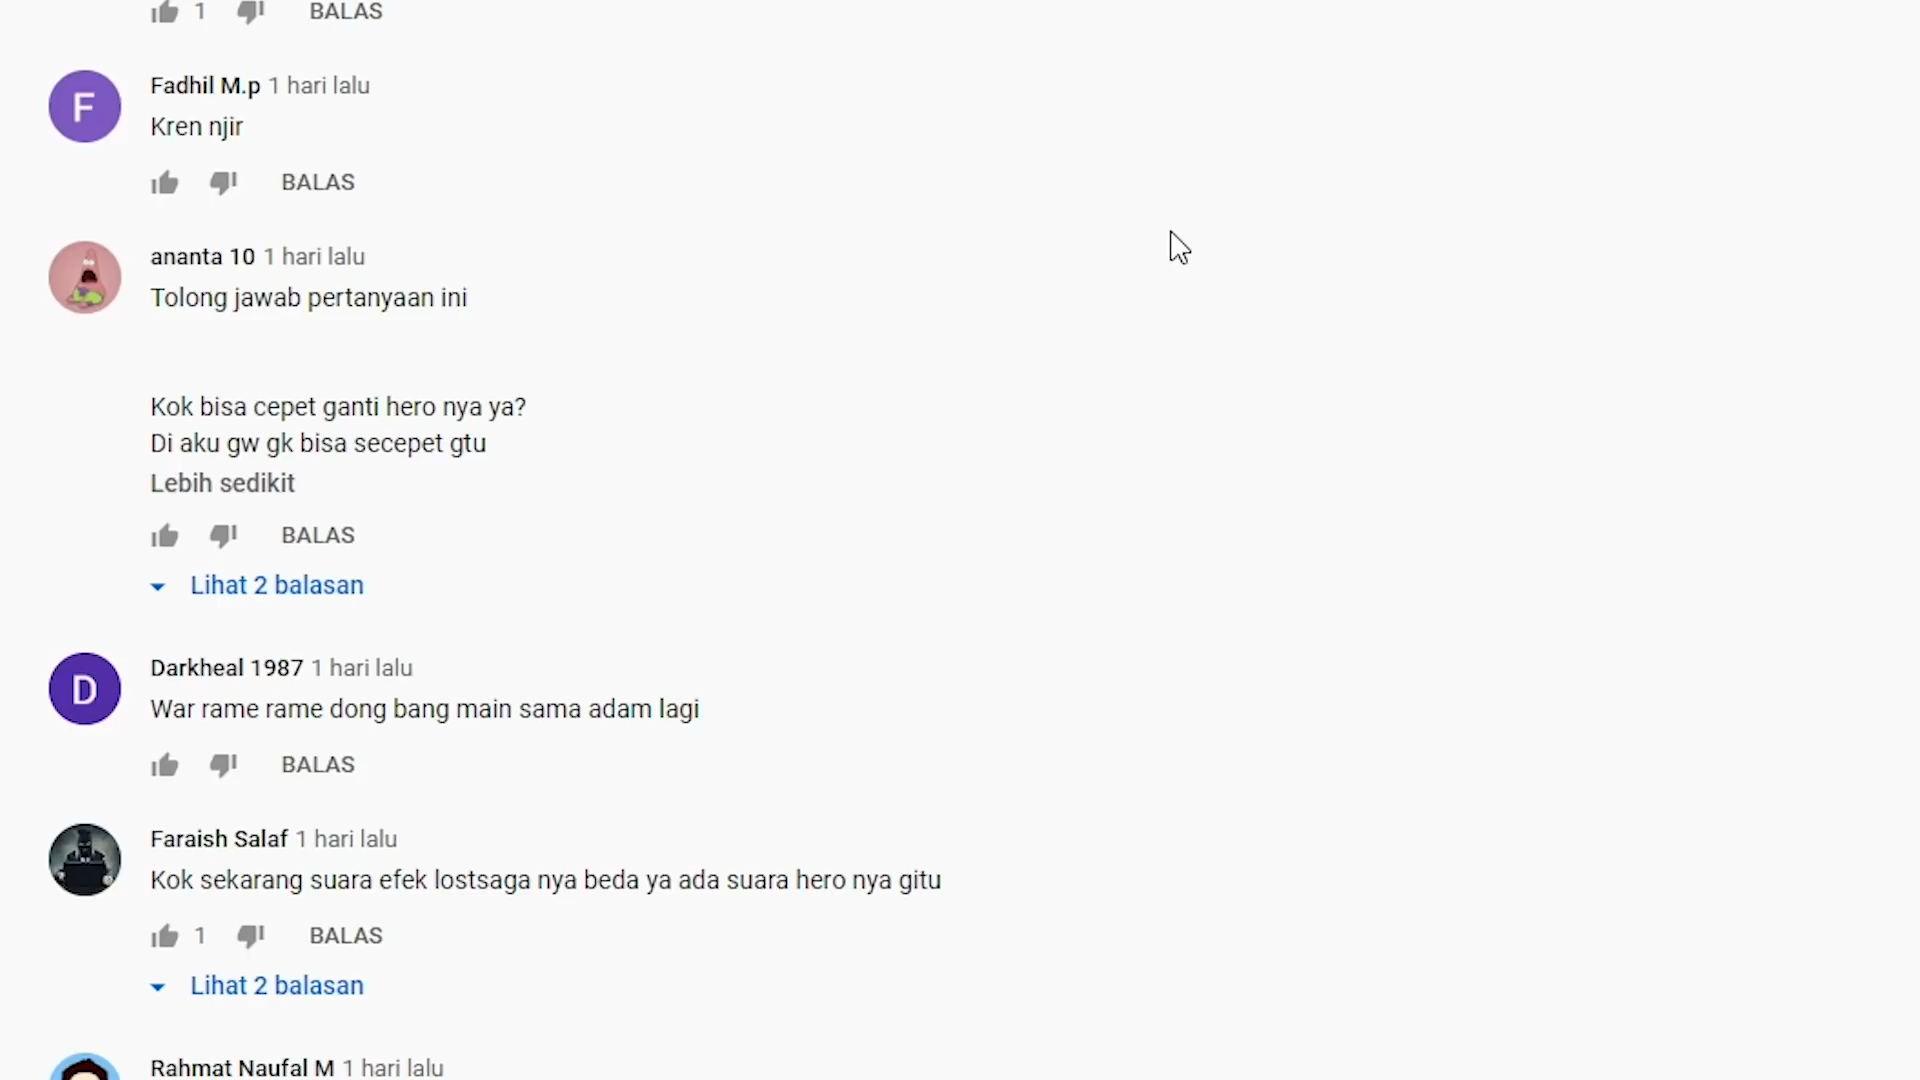 1 BALAS
F
Fadhil M.p 1 hari lalu
Kren njir
BALAS
ananta 10 1 hari lalu
Tolong jawab pertanyaan ini
Kok bisa cepet ganti hero nya ya?
Di aku gw gk bisa secepet gtu
Lebih sedikit
BALAS
Lihat 2 balasan
D
Darkheal 1987 1 hari lalu
War rame rame dong bang main sama adam lagi
BALAS
Faraish Salaf 1 hari lalu
Kok sekarang suara efek lostsaga nya beda ya ada suara hero nya gitu
1 BALAS
Lihat 2 balasan
Rahmat Naufal M 1 hari lalu